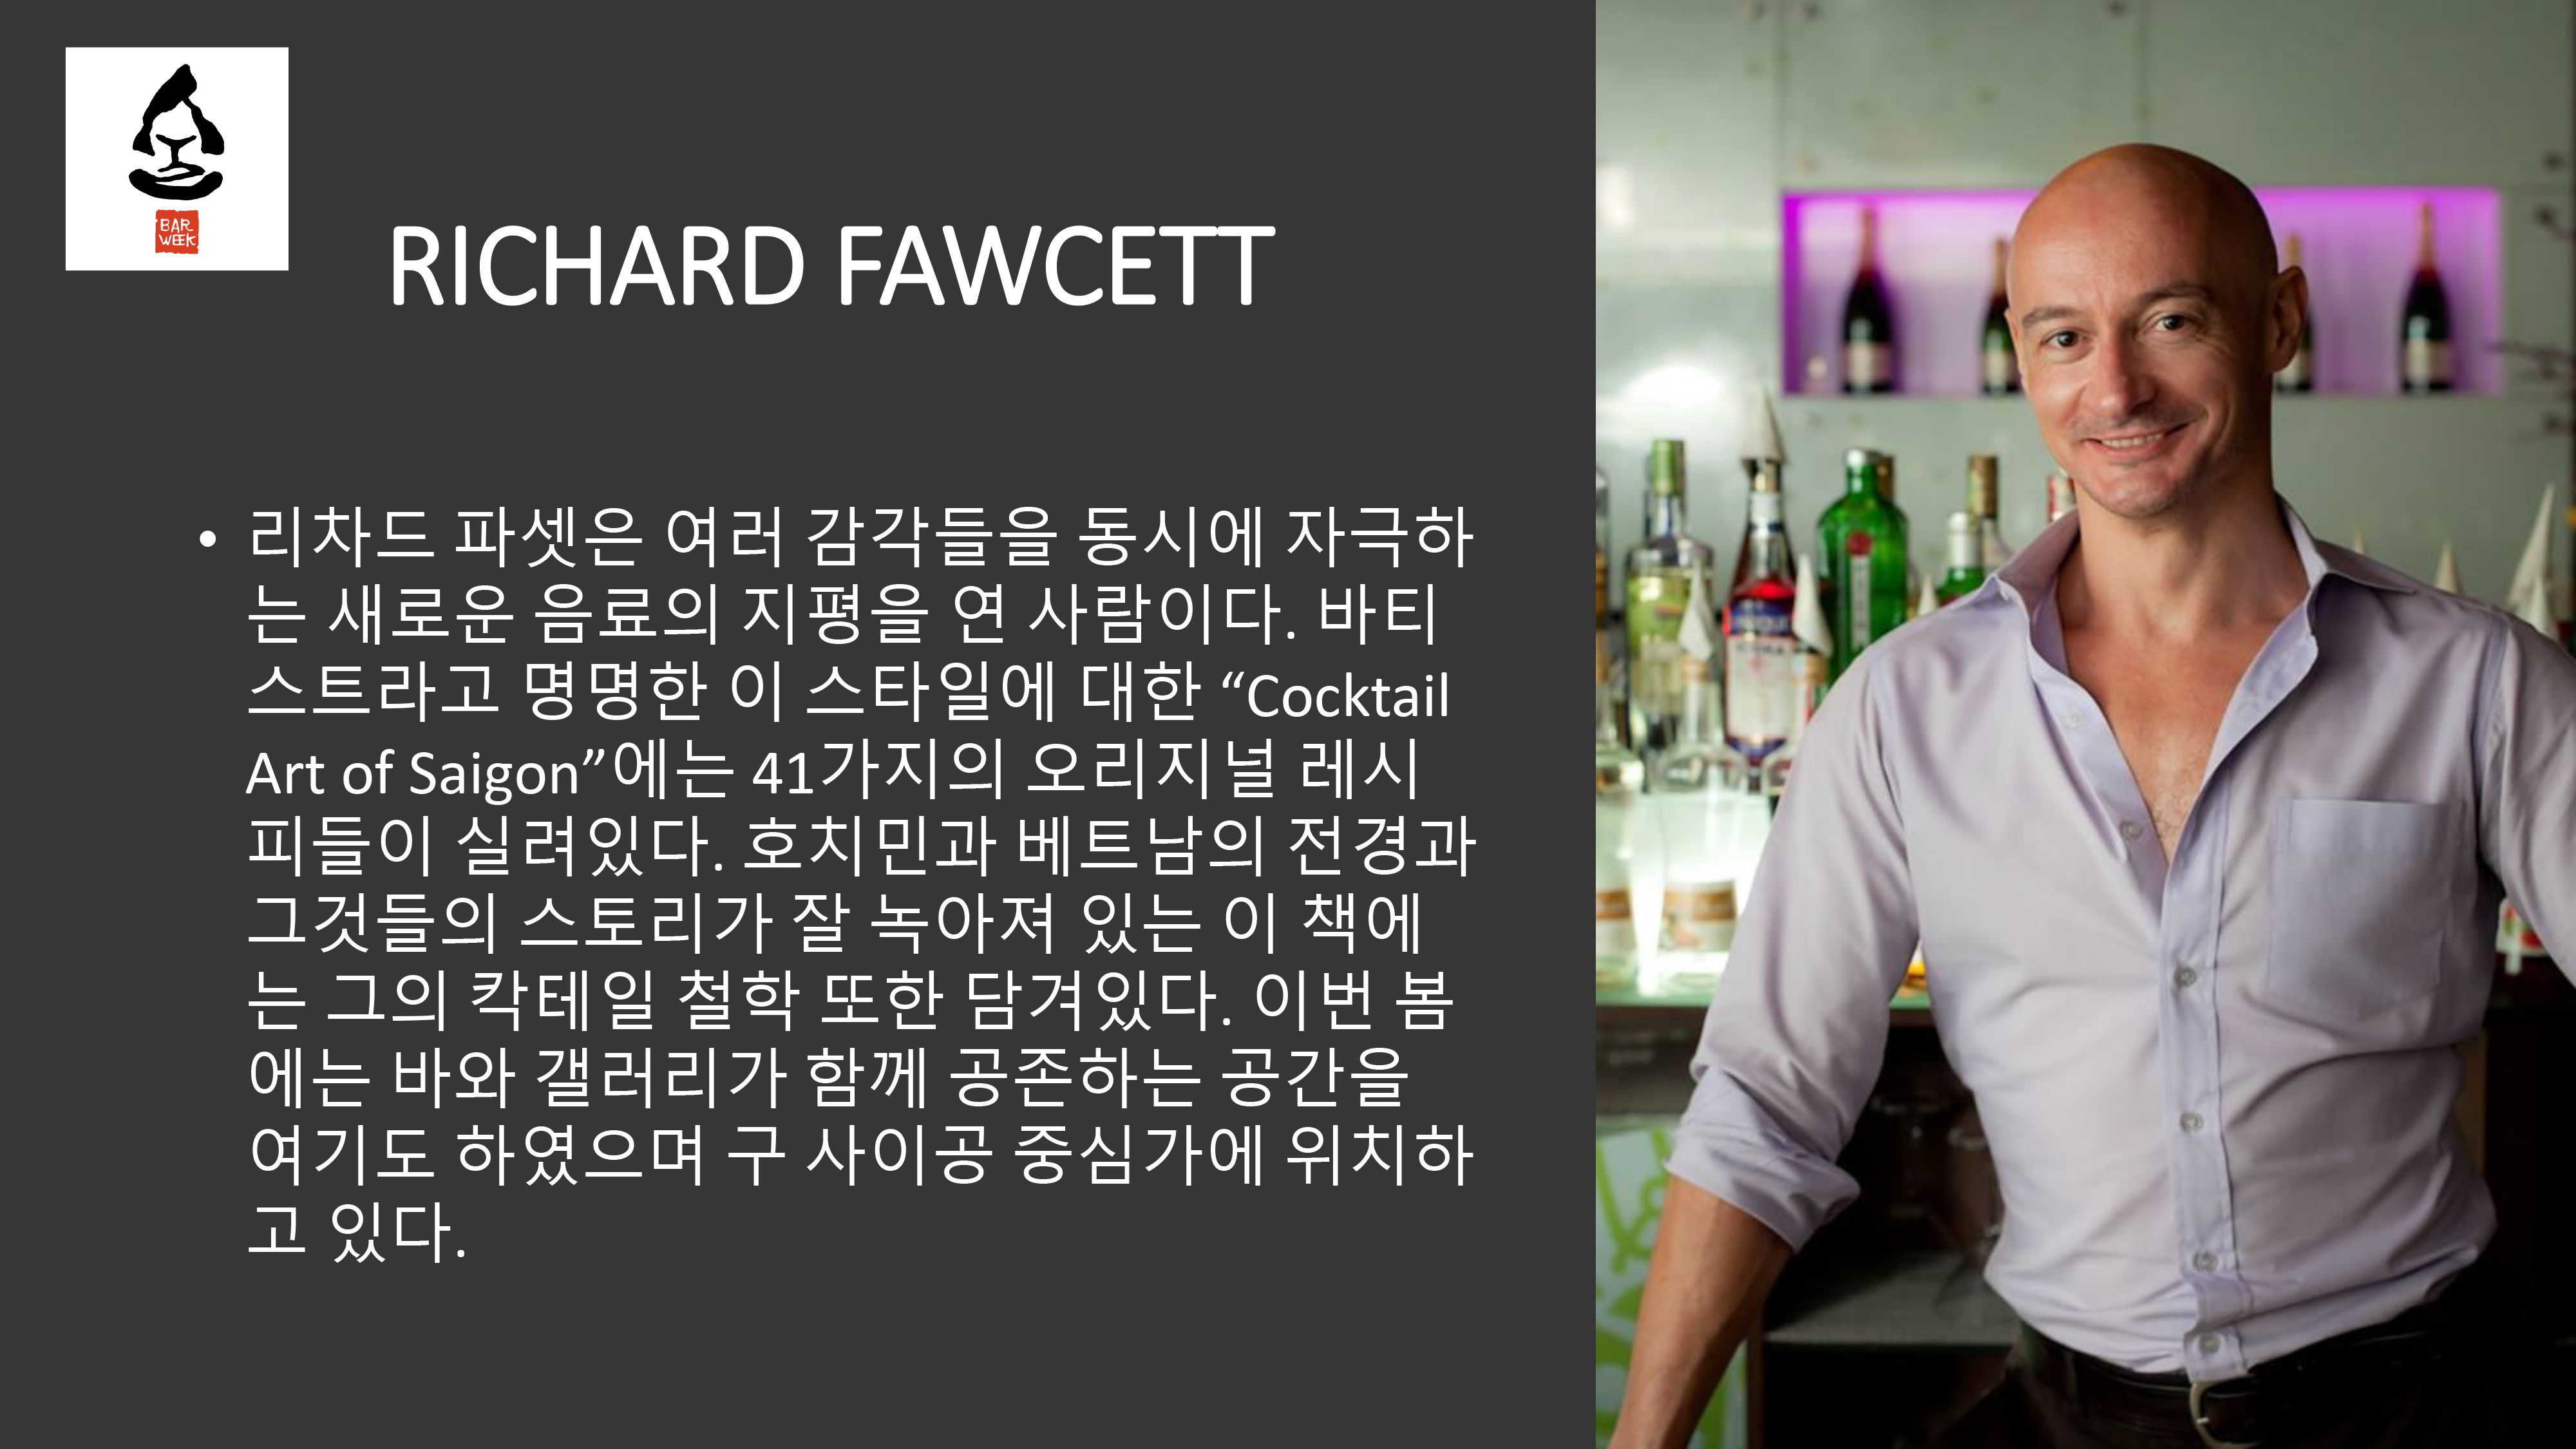 BAR
WEEK
RICHARD FAWCETT
• 리차드 파셋은 여러 감각들을 동시에 자극하
는 새로운 음료의 지평을 연 사람이다. 바티
스트라고 명명한 이 스타일에 대한 “Cocktail
Art of Saigon”에는 41가지의 오리지널 레시
피들이 실려있다. 호치민과 베트남의 전경과
그것들의 스토리가 잘 녹아져 있는 이 책에
는 그의 칵테일 철학 또한 담겨있다. 이번 봄
에는 바와 갤러리가 함께 공존하는 공간을
여기도 하였으며 구 사이공 중심가에 위치하
고 있다.